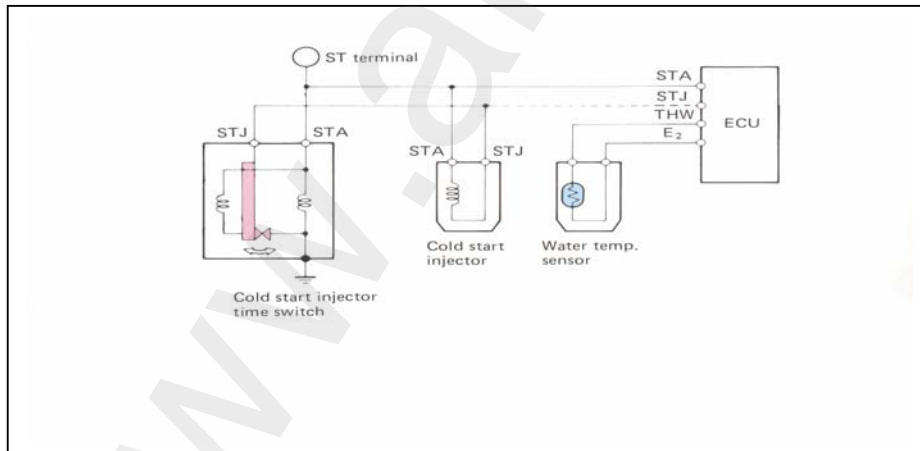 ST terminal
STA
STJ
THW
E₂
ECU
STJ
STA
STA
STJ
Cold start
injector
Water temp.
sensor
Cold start injector
time switch